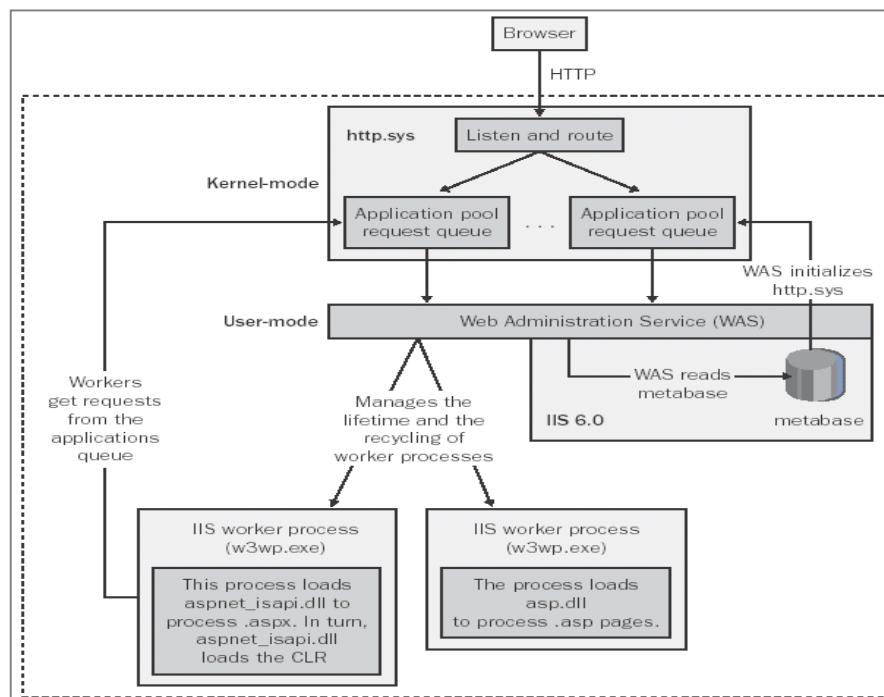 Browser
HTTP
http.sys
Listen and route
Kernel-mode
Application pool
request queue
. . .
Application pool
request queue
WAS initializes
http.sys
User-mode
Web Administration Service (WAS)
Workers
get requests
from the
applications
queue
Manages the
lifetime and the
recycling of
worker processes
WAS reads
metabase
IIS 6.0
metabase
IIS worker process
(w3wp.exe)
This process loads
aspnet_isapi.dll to
process .aspx. In turn,
aspnet_isapi.dll
loads the CLR
IIS worker process
(w3wp.exe)
The process loads
asp.dll
to process .asp pages.